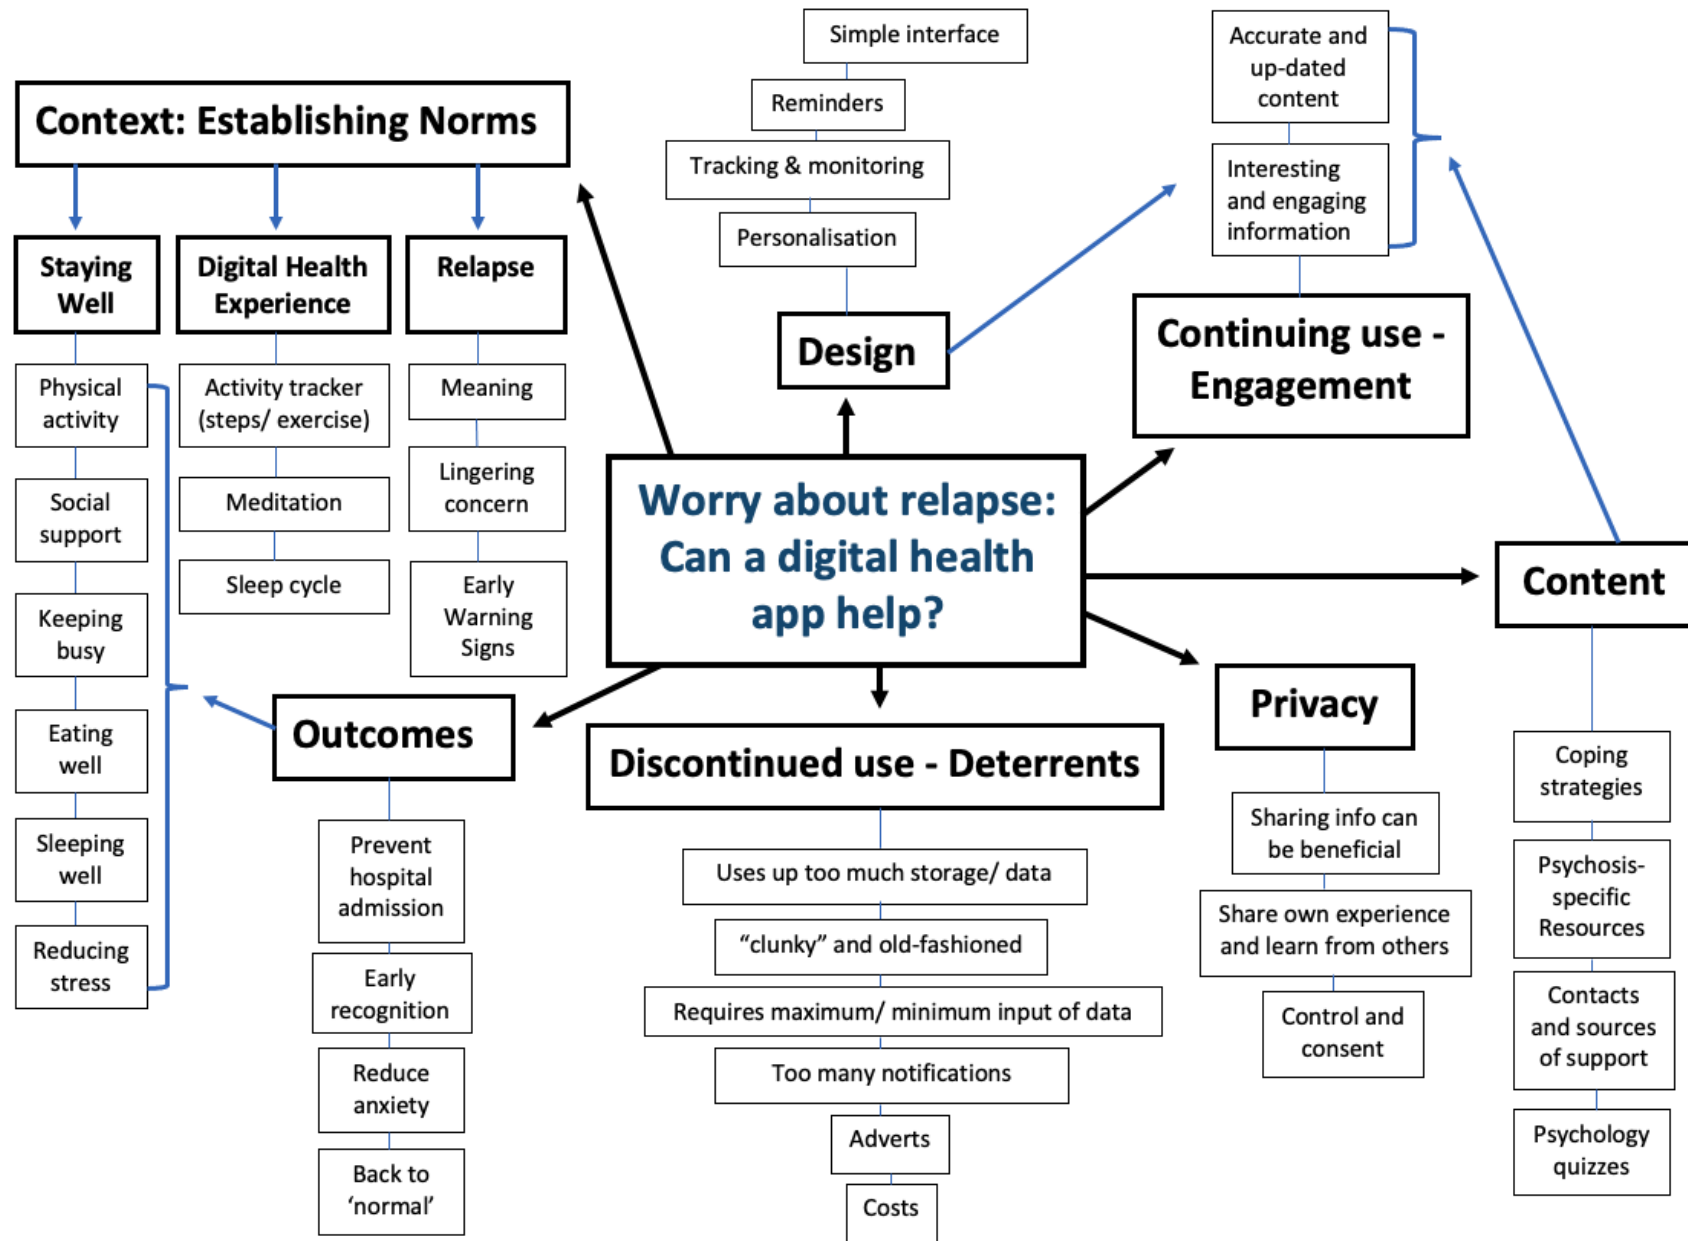 Context: Establishing Norms
Staying
Well
Physical
activity
Social
support
Keeping
busy
Eating
well
Sleeping
well
Reducing
stress
Digital Health
Experience
Activity tracker
(steps/ exercise)
Meditation
Sleep cycle
Relapse
Meaning
Lingering
concern
Early
Warning
Signs
Simple interface
Reminders
Tracking & monitoring
Personalisation
Design
Accurate and
up-dated
content
Interesting
and engaging
information
Continuing use -
Engagement
Worry about relapse:
Can a digital health
app help?
Content
Coping
strategies
Psychosis-
specific
Resources
Contacts
and sources
of support
Psychology
quizzes
Privacy
Sharing info can
be beneficial
Share own experience
and learn from others
Control and
consent
Discontinued use - Deterrents
Uses up too much storage/ data
“clunky” and old-fashioned
Requires maximum/ minimum input of data
Too many notifications
Adverts
Costs
Outcomes
Prevent
hospital
admission
Early
recognition
Reduce
anxiety
Back to
‘normal’